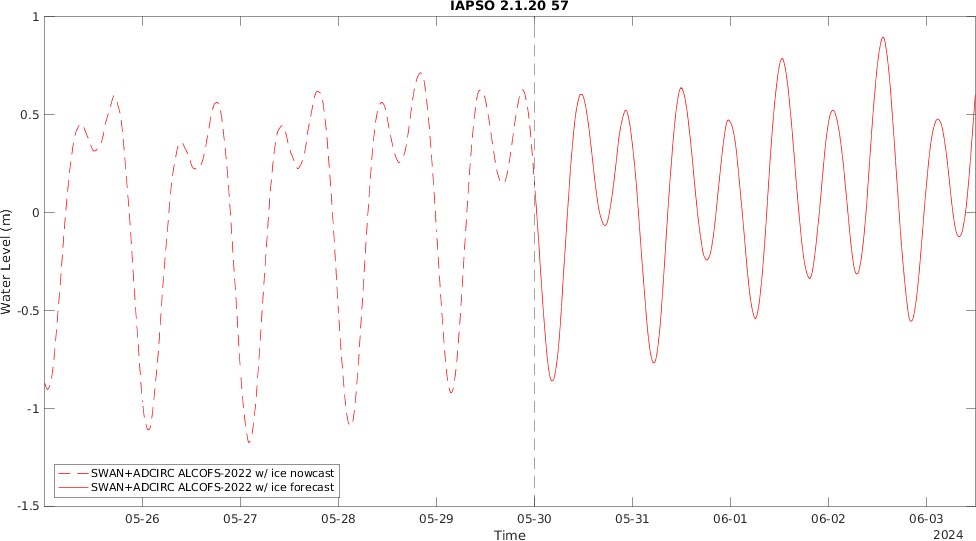 IAPSO 2.1.20 57
1
0.5
0
-0.5
-1
-1.5
Water Level (m)
SWAN+ADCIRC ALCOFS-2022 w/ ice nowcast
SWAN+ADCIRC ALCOFS-2022 w/ ice forecast
05-26 05-27 05-28 05-29 05-30 05-31 06-01 06-02 06-03
Time
2024